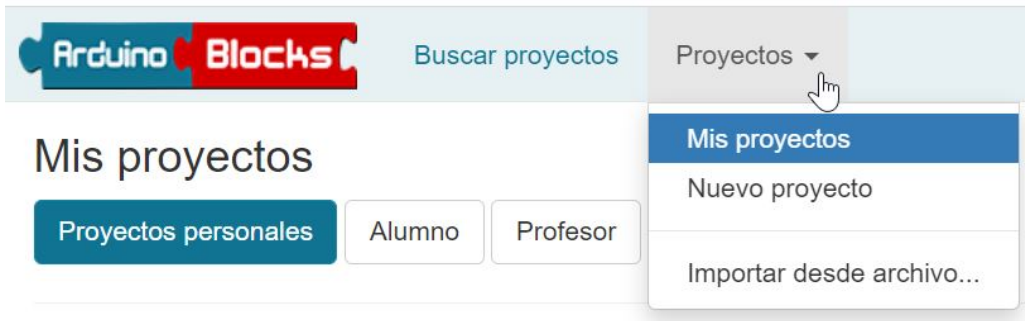 Arduino Blocks
Buscar proyectos
Proyectos
Mis proyectos
Nuevo proyecto
Importar desde archivo...
Mis proyectos
Proyectos personales
Alumno
Profesor